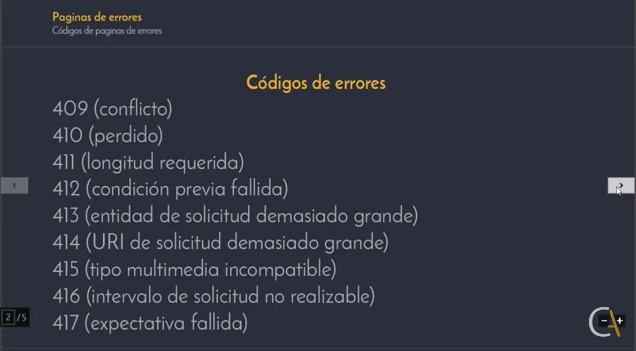 Paginas de errores
Códigos de paginas de errores
Códigos de errores
409 (conflicto)
410 (perdido)
411 (longitud requerida)
412 (condición previa fallida)
413 (entidad de solicitud demasiado grande)
414 (URI de solicitud demasiado grande)
415 (tipo multimedia incompatible)
416 (intervalo de solicitud no realizable)
417 (expectativa fallida)
2 /5
CA